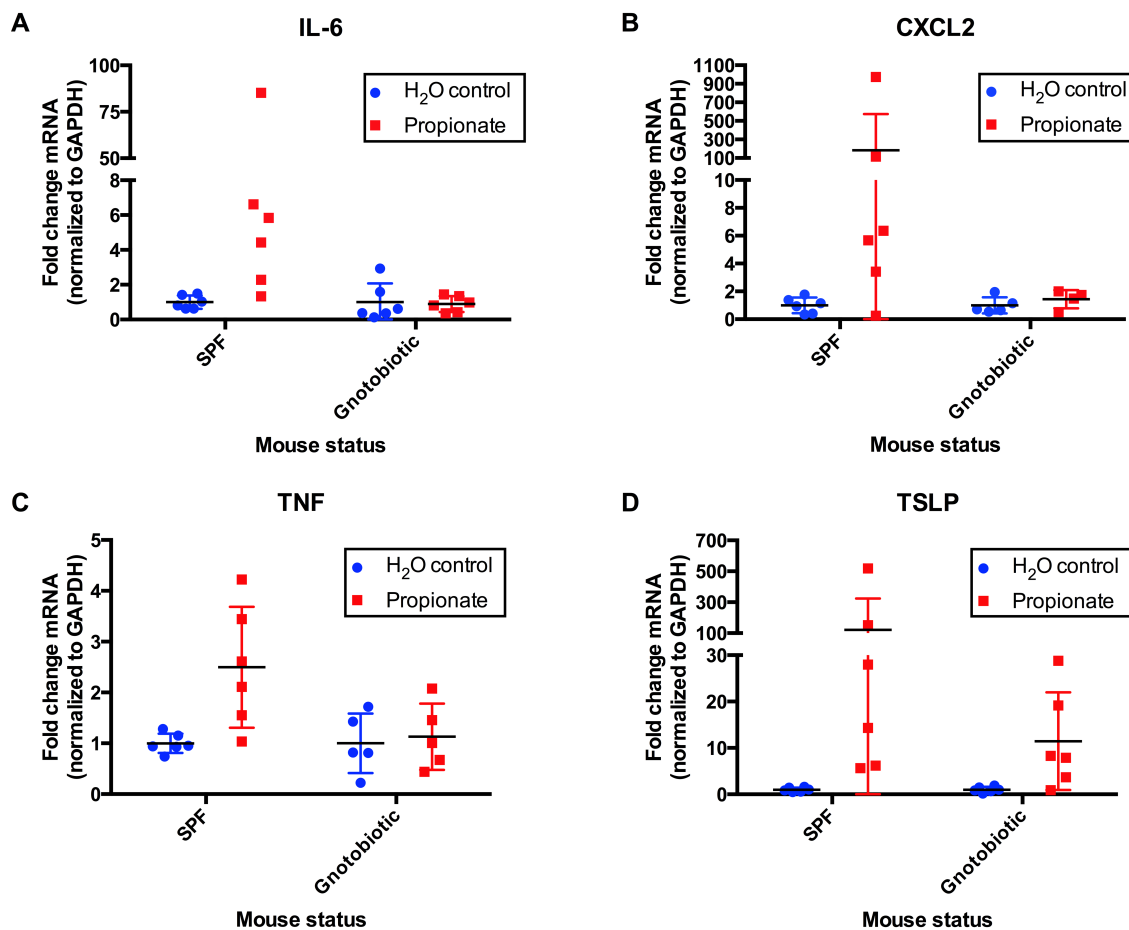 A
IL-6
Fold change mRNA
(normalized to GAPDH)
100
75
50
8
6
4
2
0
H₂O control
Propionate
SPF
Gnotobiotic
Mouse status
B
CXCL2
Fold change mRNA
(normalized to GAPDH)
1100
900
700
500
300
100
10
8
6
4
2
0
H₂O control
Propionate
SPF
Gnotobiotic
Mouse status
C
TNF
Fold change mRNA
(normalized to GAPDH)
5
4
3
2
1
0
H₂O control
Propionate
SPF
Gnotobiotic
Mouse status
D
TSLP
Fold change mRNA
(normalized to GAPDH)
700
500
300
100
30
20
10
0
H₂O control
Propionate
SPF
Gnotobiotic
Mouse status